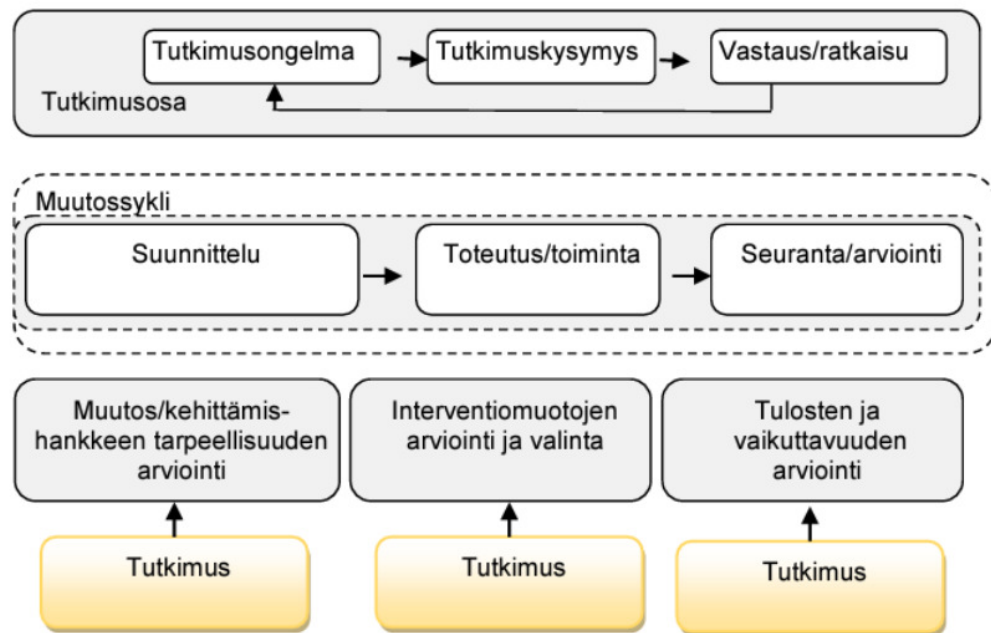 Tutkimusongelma
Tutkimuskysymys
Vastaus/ratkaisu
Tutkimusosa
Muutossykli
Suunnittelu
Toteutus/toiminta
Seuranta/arviointi
Muutos/kehittämis-
hankkeen tarpeellisuuden
arviointi
Interventiomuotojen
arviointi ja valinta
Tulosten ja
vaikuttavuuden
arviointi
Tutkimus
Tutkimus
Tutkimus